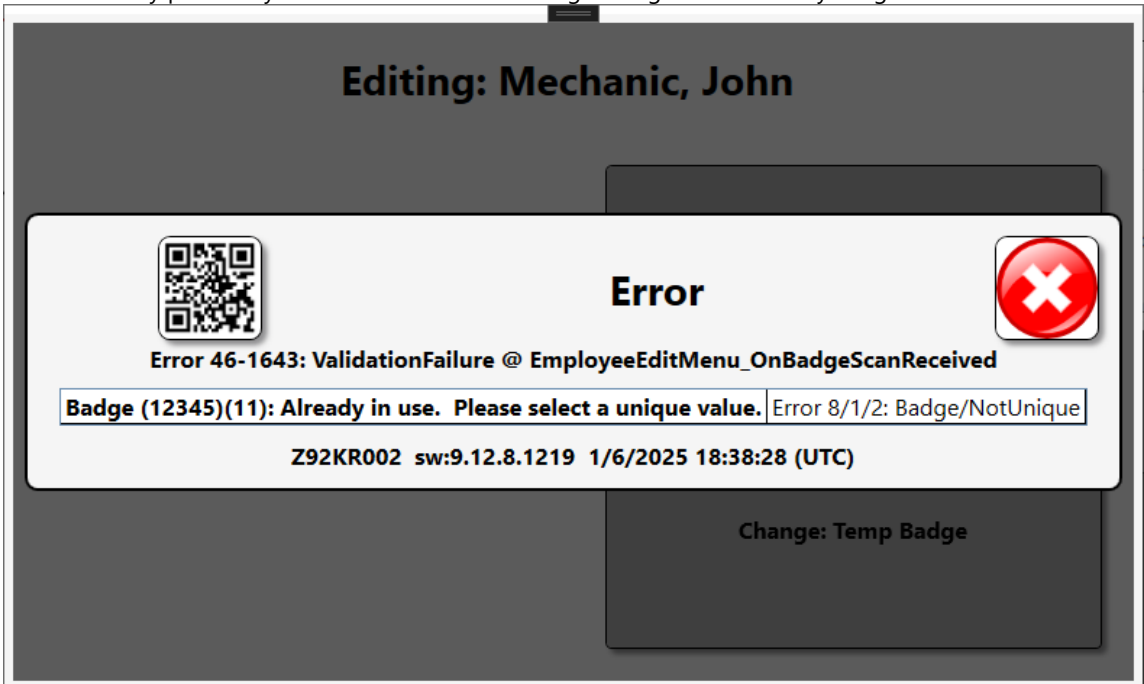 Editing: Mechanic, John
Error
Error 46-1643: ValidationFailure @ EmployeeEditMenu_OnBadgeScanReceived
Badge (12345)(11): Already in use.  Please select a unique value. Error 8/1/2: Badge/NotUnique
Z92KR002  sw:9.12.8.1219  1/6/2025 18:38:28 (UTC)
Change: Temp Badge